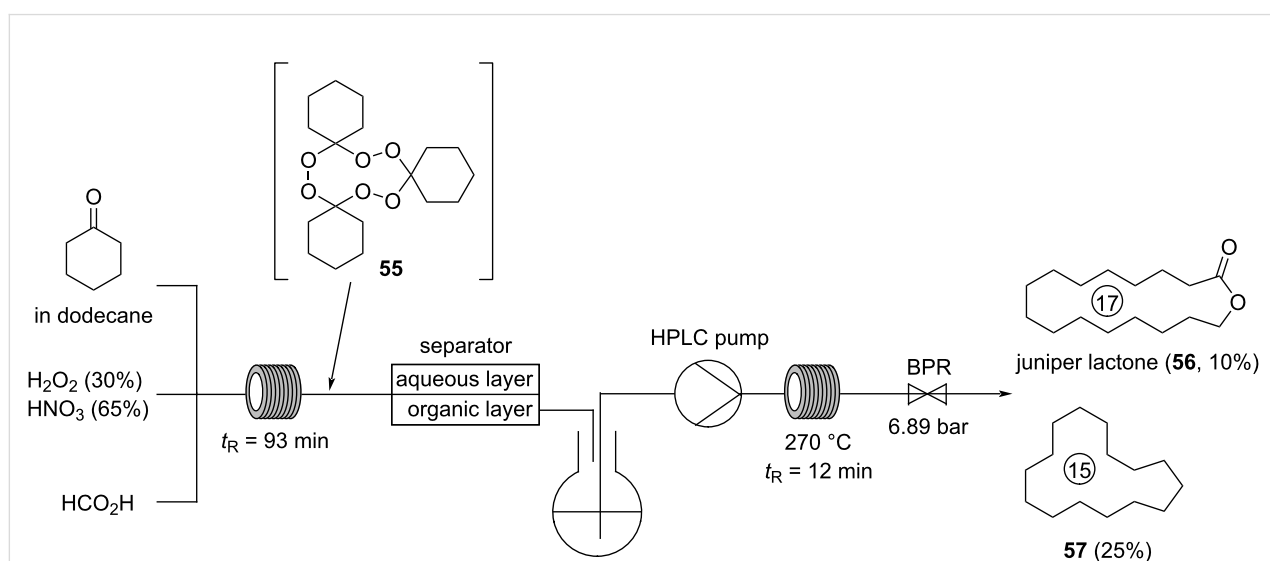 O
O
O
O
O
O
O
55
in dodecane
H₂O₂ (30%)
HNO₃ (65%)
HCO₂H
tR = 93 min
separator
aqueous layer
organic layer
HPLC pump
270 °C
tR = 12 min
BPR
6.89 bar
O
O
17
juniper lactone (56, 10%)
15
57 (25%)